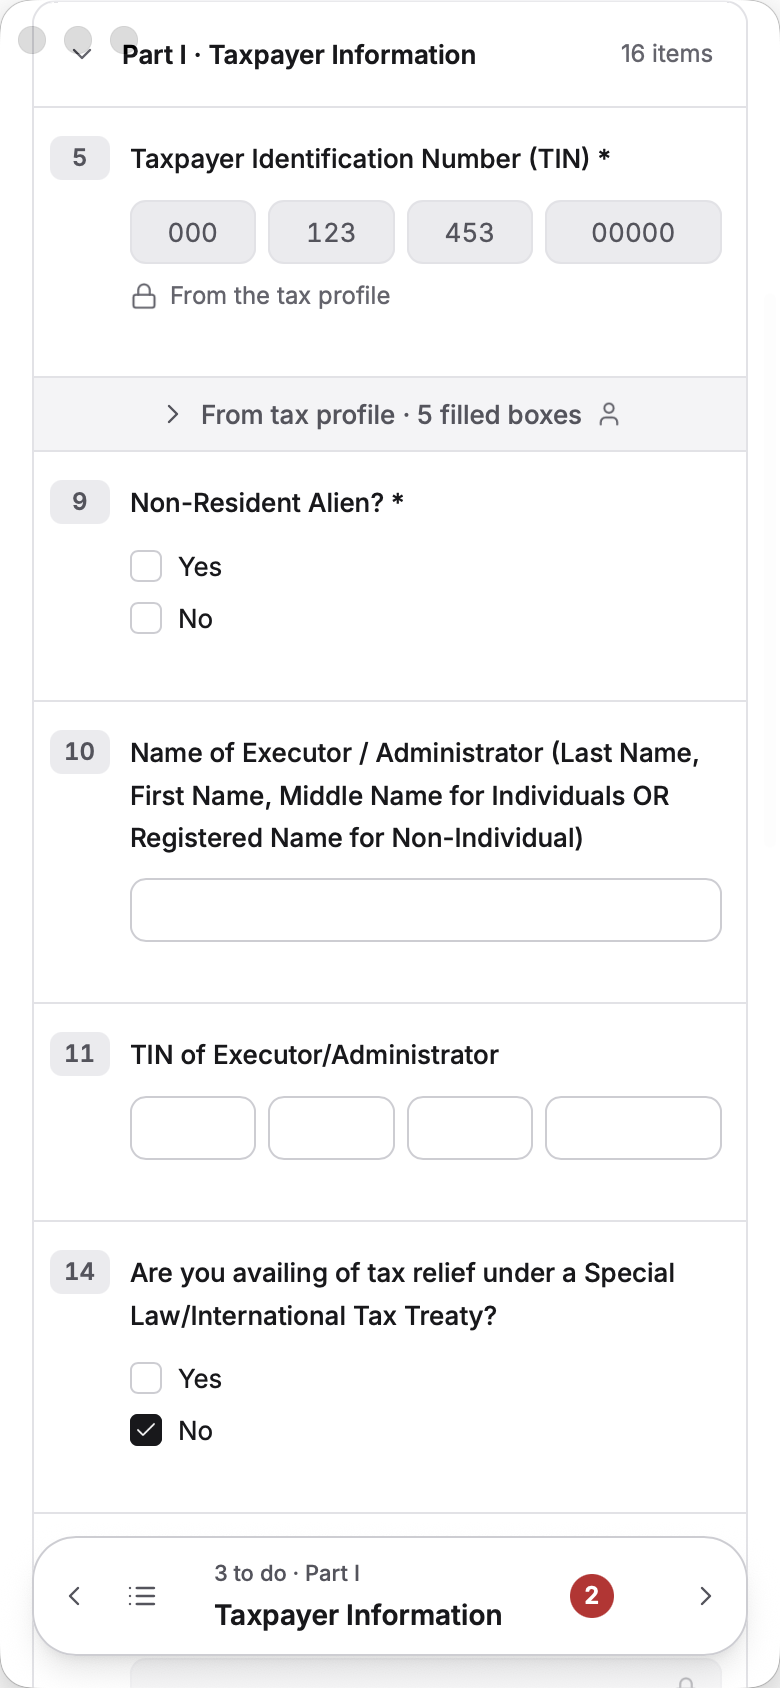 Part I · Taxpayer Information
16 items
5
Taxpayer Identification Number (TIN) *
000 123 453 00000
From the tax profile
From tax profile · 5 filled boxes
9
Non-Resident Alien? *
Yes
No
10
Name of Executor / Administrator (Last Name,
First Name, Middle Name for Individuals OR
Registered Name for Non-Individual)
11
TIN of Executor/Administrator
14
Are you availing of tax relief under a Special
Law/International Tax Treaty?
Yes
No
3 to do · Part I
Taxpayer Information
2